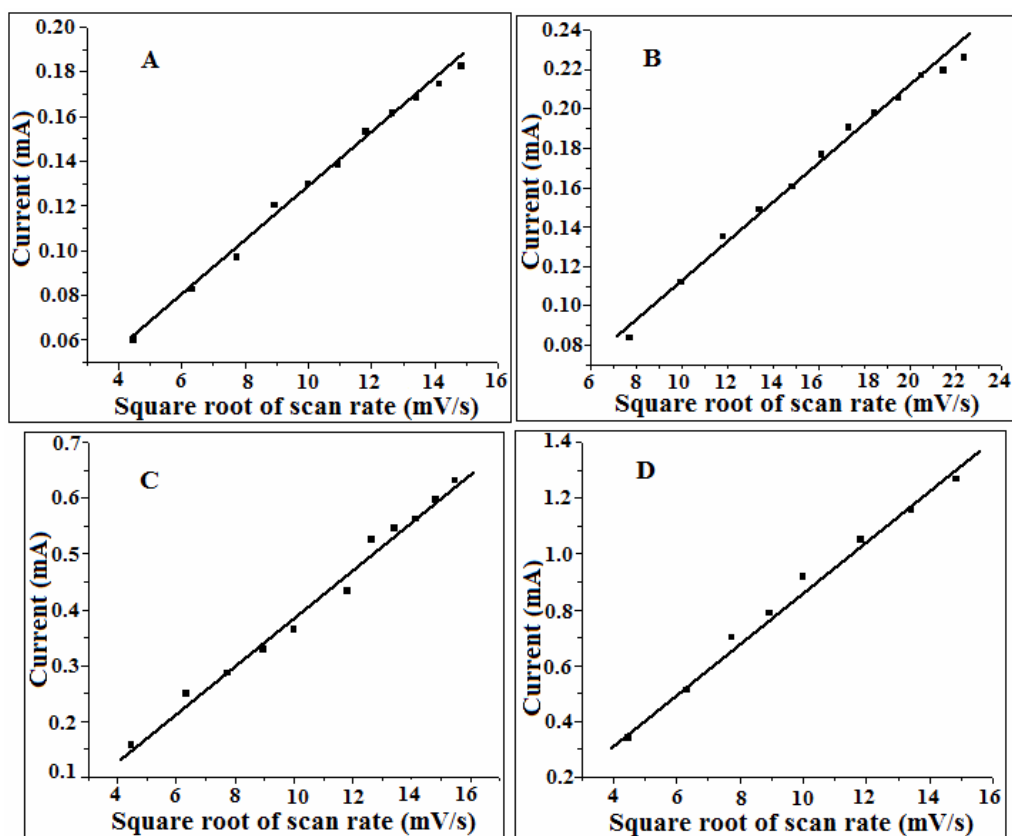 A
Current (mA)
0.20
0.18
0.16
0.14
0.12
0.10
0.08
0.06
4 6 8 10 12 14 16
Square root of scan rate (mV/s)
B
Current (mA)
0.24
0.22
0.20
0.18
0.16
0.14
0.12
0.10
0.08
6 8 10 12 14 16 18 20 22 24
Square root of scan rate (mV/s)
C
Current (mA)
0.7
0.6
0.5
0.4
0.3
0.2
0.1
4 6 8 10 12 14 16
Square root of scan rate (mV/s)
D
Current (mA)
1.4
1.2
1.0
0.8
0.6
0.4
0.2
4 6 8 10 12 14 16
Square root of scan rate (mV/s)